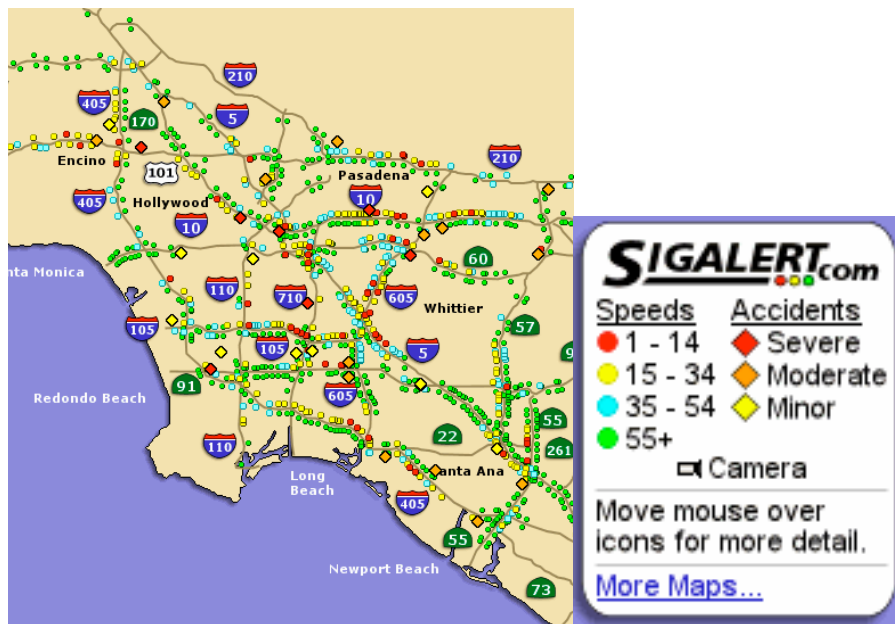 210
405
170
5
Encino
101
Pasadena
210
405
Hollywood
10
10
60
nta Monica
110
710
605
Whittier
105
57
105
5
9
91
605
Redondo Beach
55
22
110
261
Long
Beach
anta Ana
405
55
Newport Beach
73
SIGALERT.com
Speeds Accidents
1 - 14 Severe
15 - 34 Moderate
35 - 54 Minor
55+
Camera
Move mouse over
icons for more detail.
More Maps...